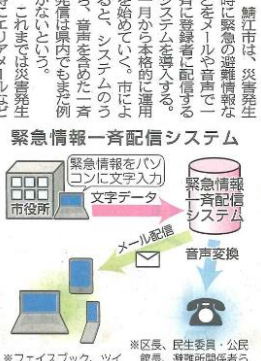 鯖江市は、災害発生
時に緊急の避難情報な
どをメールや音声で一
斉に登録者に配信する
システムを導入する。
一月から本格的に運用
を始めていく。市によ
ると、システムのう
ち、音声を含めた一斉
発信は県内でもまだ例
がないという。
これまでは災害発生
時にエリアメールなど
緊急情報一斉配信システム
緊急情報をパソ
コンに文字入力
市役所
文字データ
緊急情報
一斉配信
システム
メール配信
音声変換
※フェイスブック、ツイ
※区長、民生委員・公民
館長、避難所関係者ら